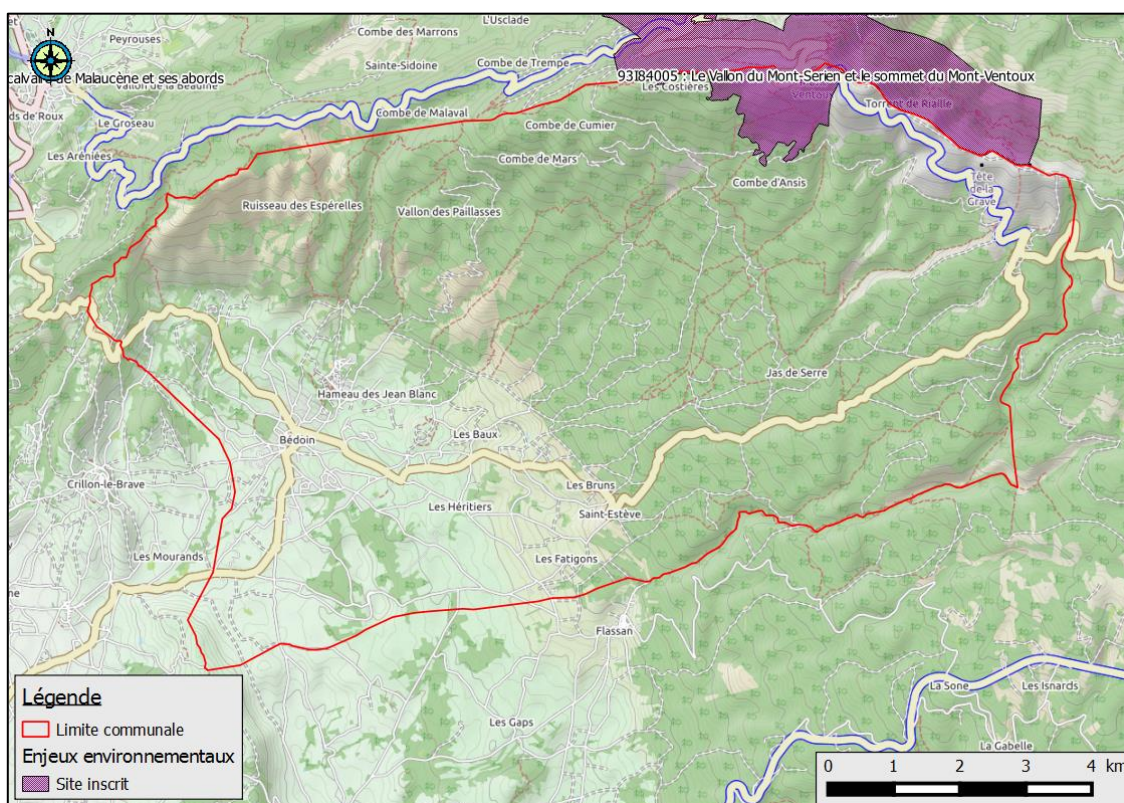 L'Usclade
Combe des Marrons
Peyrouses
N
Sainte-Sidoine
Combe de Trempe
calvaire de Malaucène et ses abords
93I84005 : Le Vallon du Mont-Serien et le sommet du Mont-Ventoux
Vallon de la Beaume
Les Costières
ds de Roux
Le Groseau
Combe de Malaval
Torrent de Riaille
Combe de Cumier
Les Aréniées
Combe de Mars
Tête
de la
Grave
Combe d'Ansis
Ruisseau des Espérelles
Vallon des Paillasses
Jas de Serre
Hameau des Jean Blanc
Les Baux
Bédoin
Crillon-le-Brave
Les Bruns
Les Héritiers
Saint-Estève
Les Mourands
Les Fatigons
Flassan
La Sone
Les Isnards
Les Gaps
La Gabelle
Légende
Limite communale
Enjeux environnementaux
Site inscrit
0 1 2 3 4 km